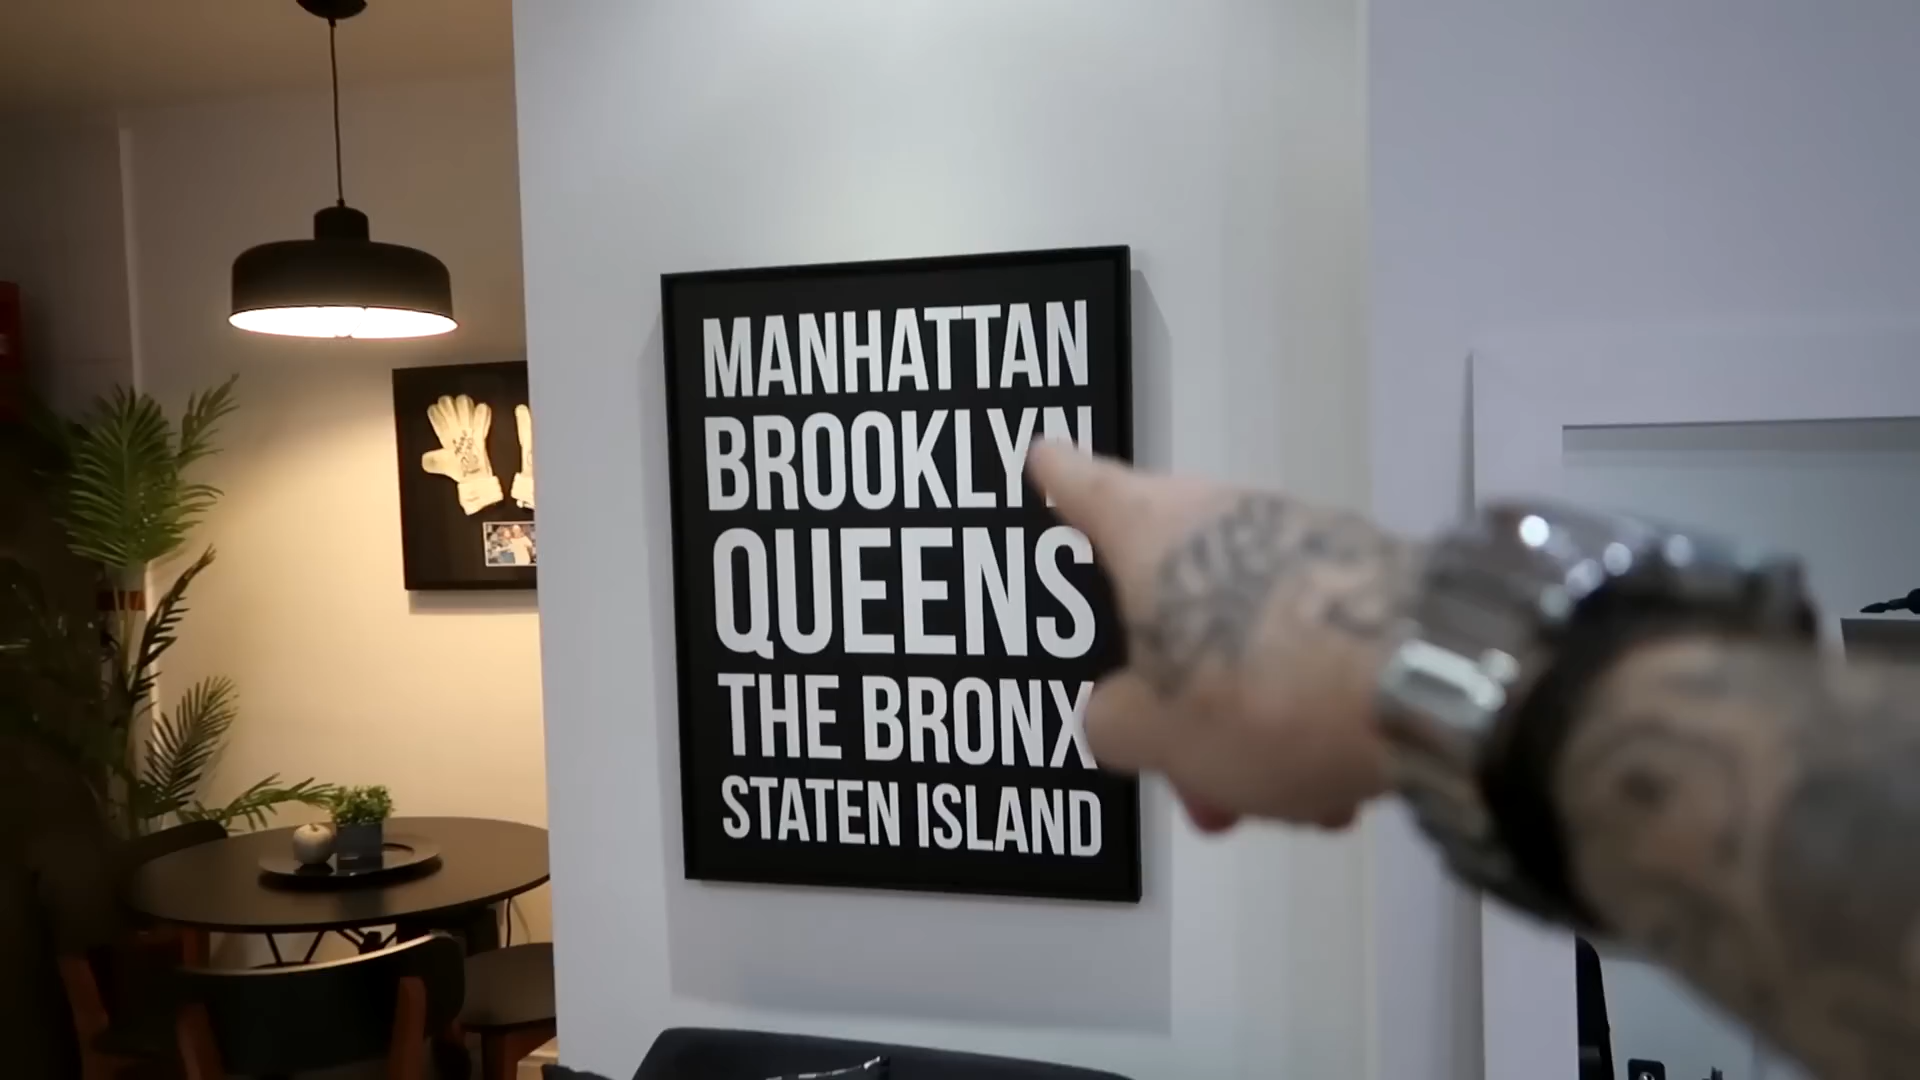 MANHATTAN
BROOKLYN
QUEENS
THE BRONX
STATEN ISLAND